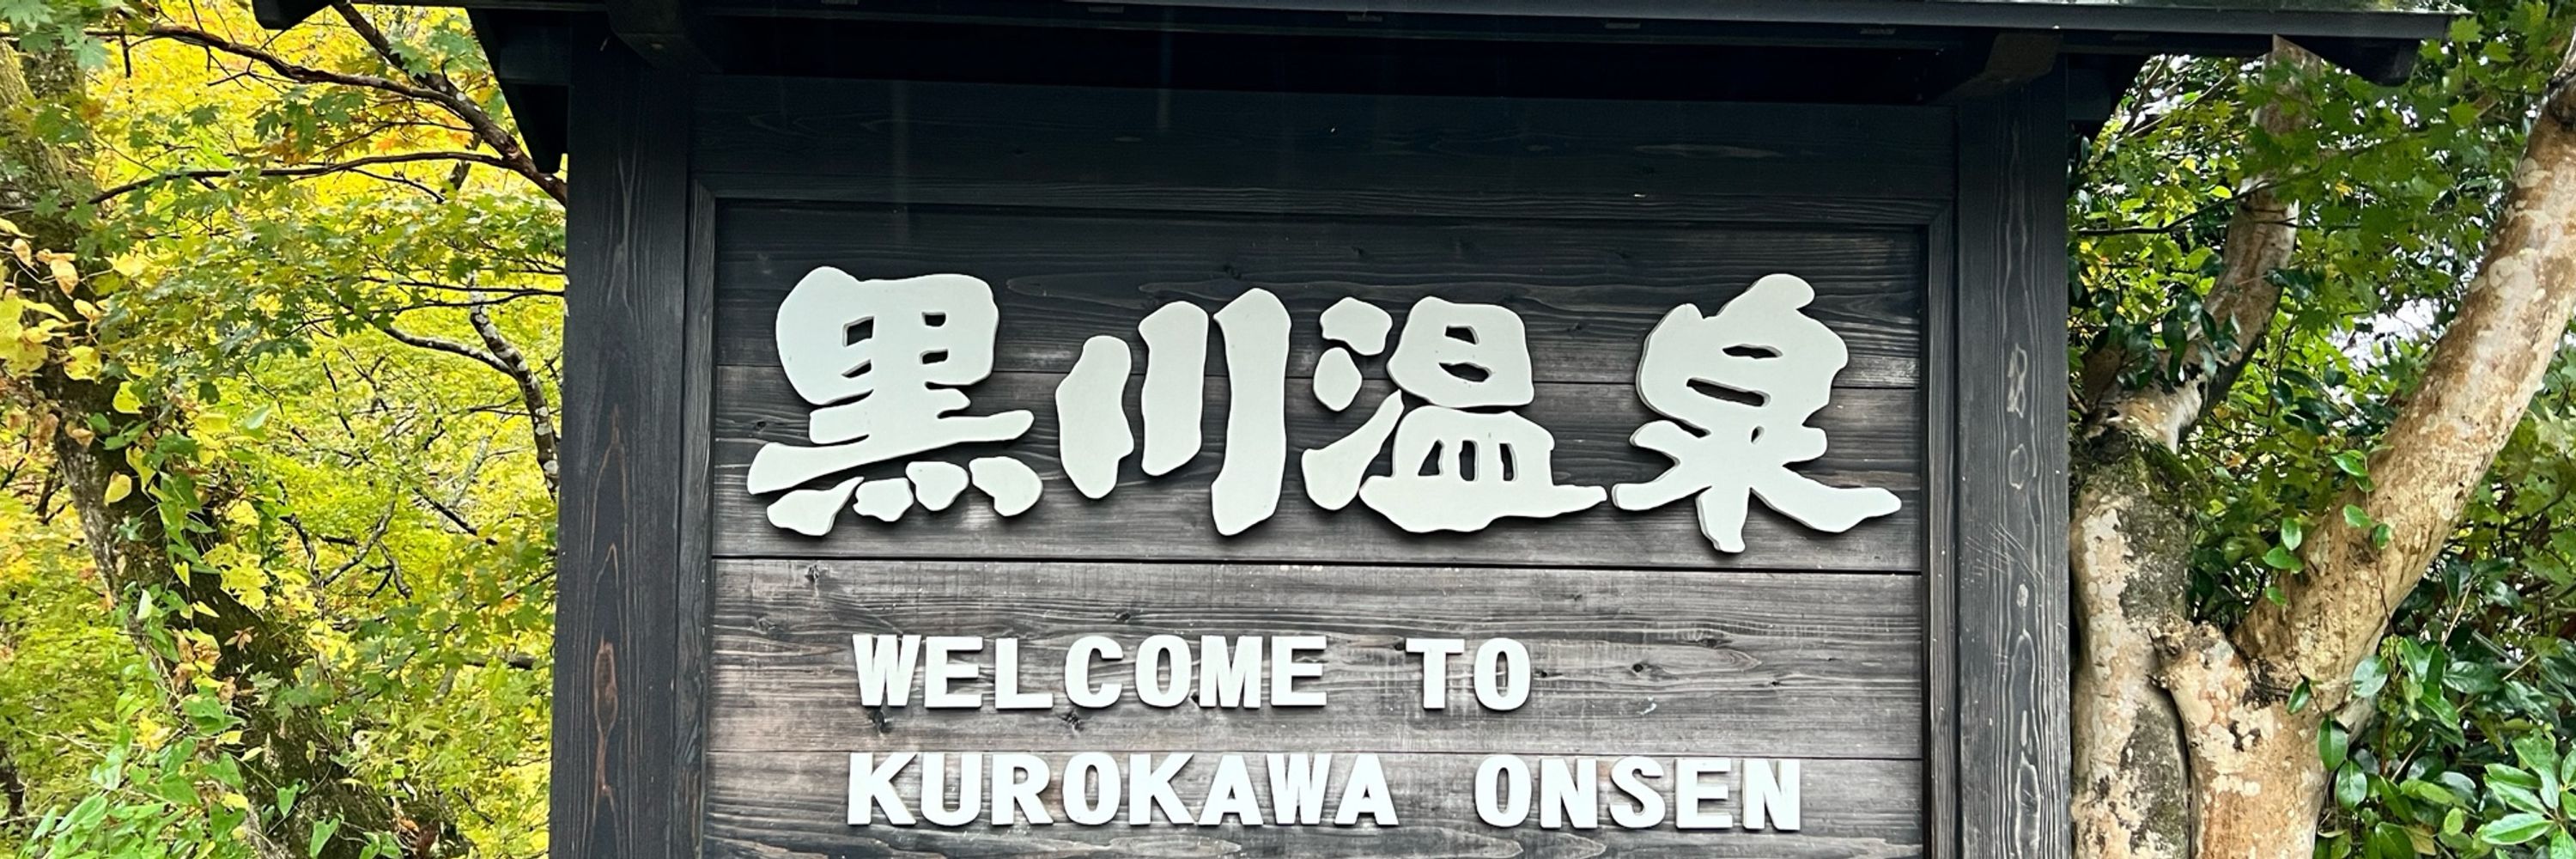 黒川温泉
WELCOME TO
KUROKAWA ONSEN